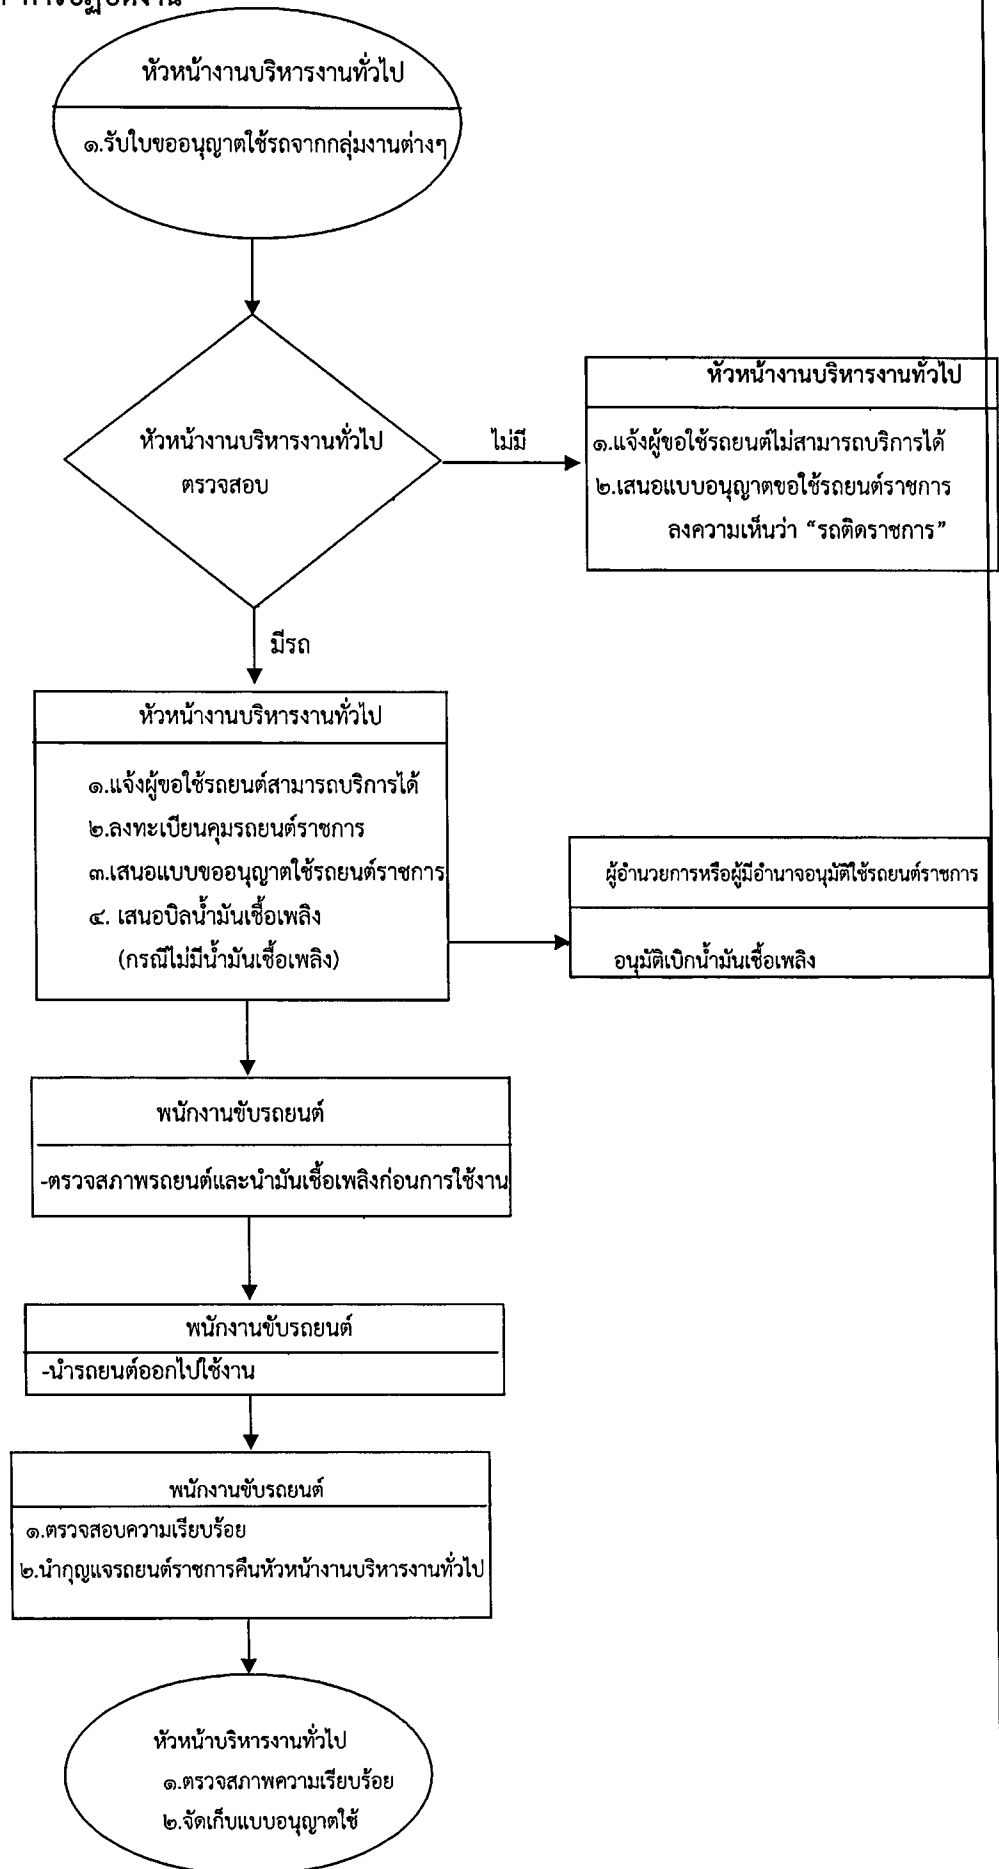 การปฏิบัติงาน
หัวหน้างานบริหารงานทั่วไป
๑.รับใบขออนุญาตใช้รถจากกลุ่มงานต่างๆ
หัวหน้างานบริหารงานทั่วไป
ตรวจสอบ
ไม่มี
หัวหน้างานบริหารงานทั่วไป
๑.แจ้งผู้ขอใช้รถยนต์ไม่สามารถบริการได้
๒.เสนอแบบอนุญาตขอใช้รถยนต์ราชการ
ลงความเห็นว่า “รถติดราชการ”
มีรถ
หัวหน้างานบริหารงานทั่วไป
๑.แจ้งผู้ขอใช้รถยนต์สามารถบริการได้
๒.ลงทะเบียนคุมรถยนต์ราชการ
๓.เสนอแบบขออนุญาตใช้รถยนต์ราชการ
๔. เสนอบิลน้ำมันเชื้อเพลิง
(กรณีไม่มีน้ำมันเชื้อเพลิง)
ผู้อำนวยการหรือผู้มีอำนาจอนุมัติใช้รถยนต์ราชการ
อนุมัติเบิกน้ำมันเชื้อเพลิง
พนักงานขับรถยนต์
-ตรวจสภาพรถยนต์และนำมันเชื้อเพลิงก่อนการใช้งาน
พนักงานขับรถยนต์
-นำรถยนต์ออกไปใช้งาน
พนักงานขับรถยนต์
๑.ตรวจสอบความเรียบร้อย
๒.นำกุญแจรถยนต์ราชการคืนหัวหน้างานบริหารงานทั่วไป
หัวหน้าบริหารงานทั่วไป
๑.ตรวจสภาพความเรียบร้อย
๒.จัดเก็บแบบอนุญาตใช้